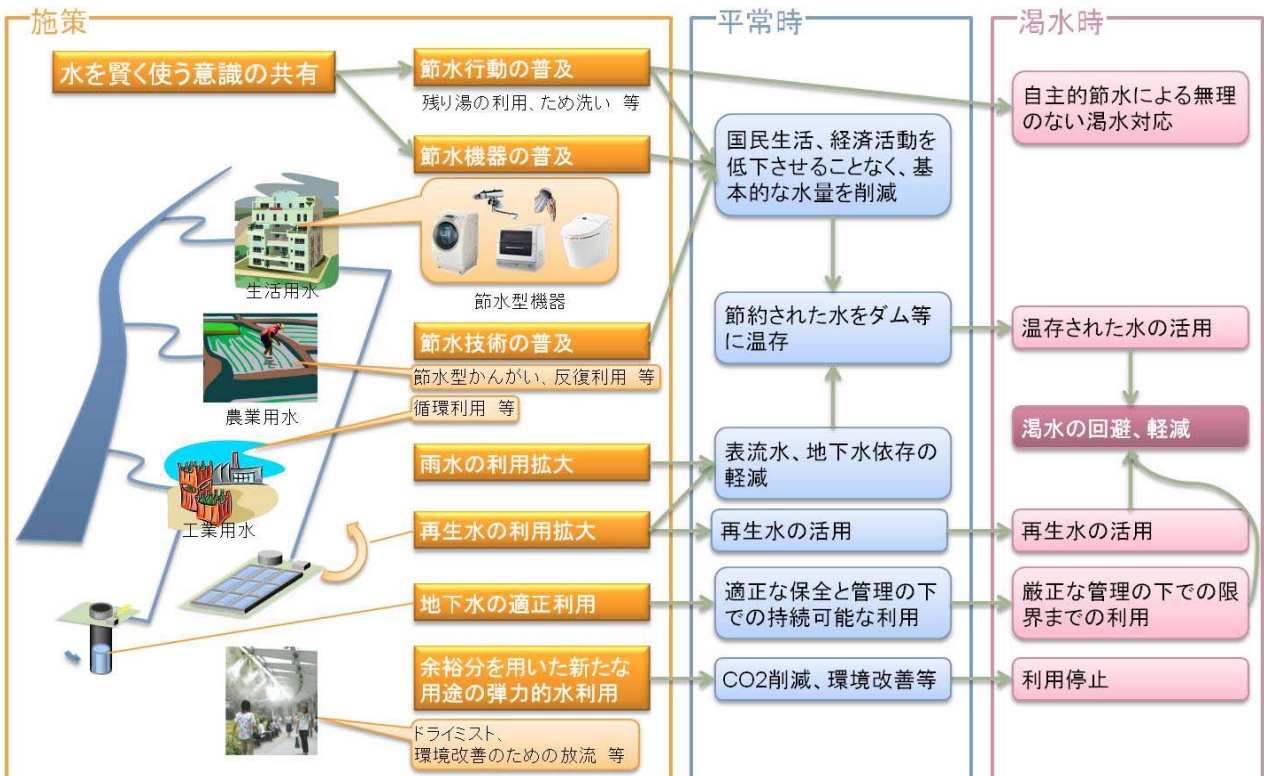 施策
平常時
渇水時
水を賢く使う意識の共有
節水行動の普及
残り湯の利用、ため洗い 等
節水機器の普及
節水型機器
生活用水
節水技術の普及
節水型かんがい、反復利用 等
農業用水
循環利用 等
工業用水
雨水の利用拡大
再生水の利用拡大
地下水の適正利用
余裕分を用いた新たな
用途の弾力的水利用
ドライミスト、
環境改善のための放流 等
国民生活、経済活動を
低下させることなく、基
本的な水量を削減
節約された水をダム等
に温存
表流水、地下水依存の
軽減
再生水の活用
適正な保全と管理の下
での持続可能な利用
CO2削減、環境改善等
自主的節水による無理
のない渇水対応
温存された水の活用
渇水の回避、軽減
再生水の活用
厳正な管理の下での限
界までの利用
利用停止